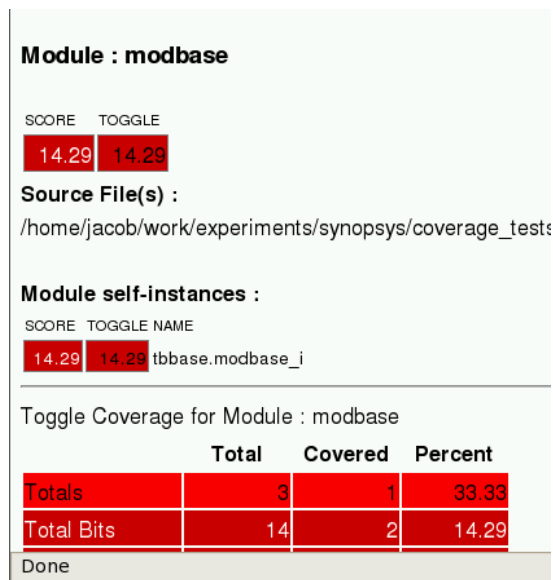 Module : modbase
SCORE TOGGLE
14.29 14.29
Source File(s) :
/home/jacob/work/experiments/synopsys/coverage_tests
Module self-instances :
SCORE TOGGLE NAME
14.29 14.29 tbbase.modbase_i
Toggle Coverage for Module : modbase
Total Covered Percent
Totals 3 1 33.33
Total Bits 14 2 14.29
Done